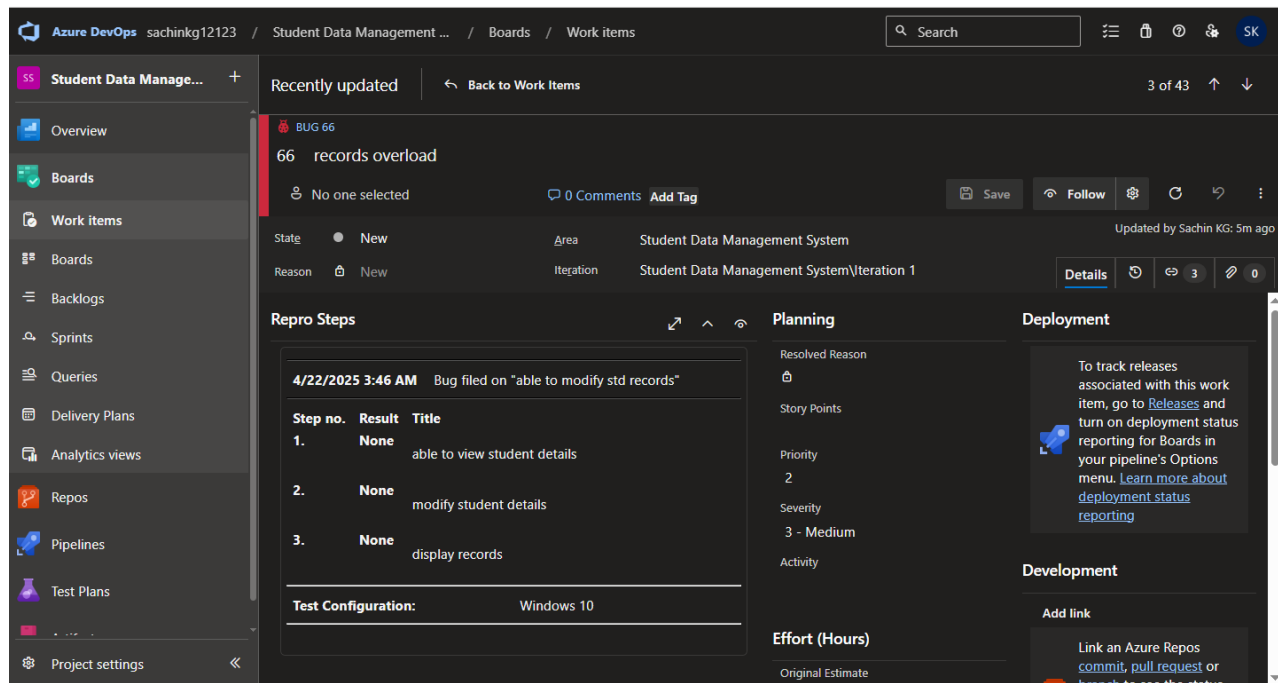 Azure DevOps sachinkg12123 / Student Data Management ... / Boards / Work items Search SK
SS Student Data Manage... +
Recently updated Back to Work Items 3 of 43
Overview
Boards
Work items
Boards
Backlogs
Sprints
Queries
Delivery Plans
Analytics views
Repos
Pipelines
Test Plans
Project settings
BUG 66
66 records overload
No one selected 0 Comments Add Tag Save Follow
State New Area Student Data Management System Updated by Sachin KG: 5m ago
Reason New Iteration Student Data Management System\Iteration 1 Details 3 0
Repro Steps
4/22/2025 3:46 AM Bug filed on "able to modify std records"
Step no. Result Title
1. None
able to view student details
2. None
modify student details
3. None
display records
Test Configuration: Windows 10
Planning
Resolved Reason
Story Points
Priority
2
Severity
3 - Medium
Activity
Effort (Hours)
Original Estimate
Deployment
To track releases
associated with this work
item, go to Releases and
turn on deployment status
reporting for Boards in
your pipeline's Options
menu. Learn more about
deployment status
reporting
Development
Add link
Link an Azure Repos
commit, pull request or